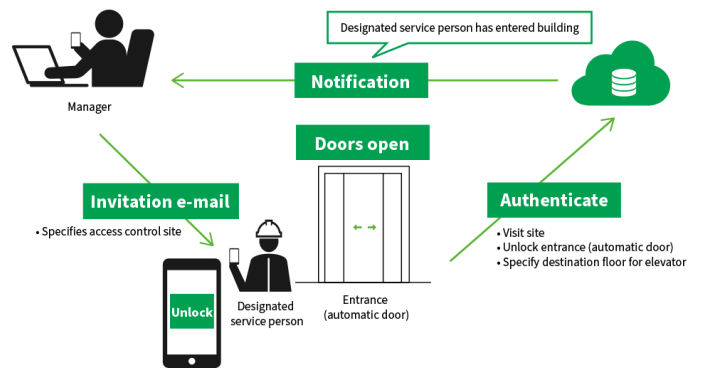 Designated service person has entered building
Notification
Manager
Doors open
Invitation e-mail
• Specifies access control site
Authenticate
• Visit site
• Unlock entrance (automatic door)
• Specify destination floor for elevator
Unlock
Designated
service person
Entrance
(automatic door)